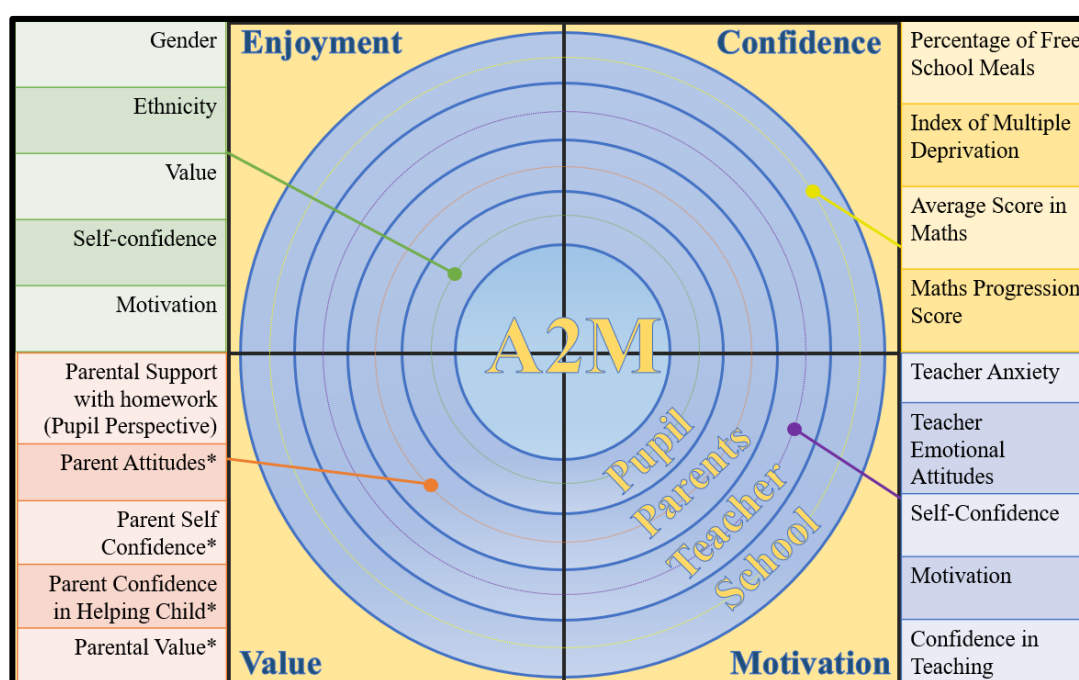 Gender
Ethnicity
Value
Self-confidence
Motivation
Parental Support
with homework
(Pupil Perspective)
Parent Attitudes*
Parent Self
Confidence*
Parent Confidence
in Helping Child*
Parental Value*
Enjoyment
Confidence
A2M
Pupil
Parents
Teacher
School
Value
Motivation
Percentage of Free
School Meals
Index of Multiple
Deprivation
Average Score in
Maths
Maths Progression
Score
Teacher Anxiety
Teacher
Emotional
Attitudes
Self-Confidence
Motivation
Confidence in
Teaching